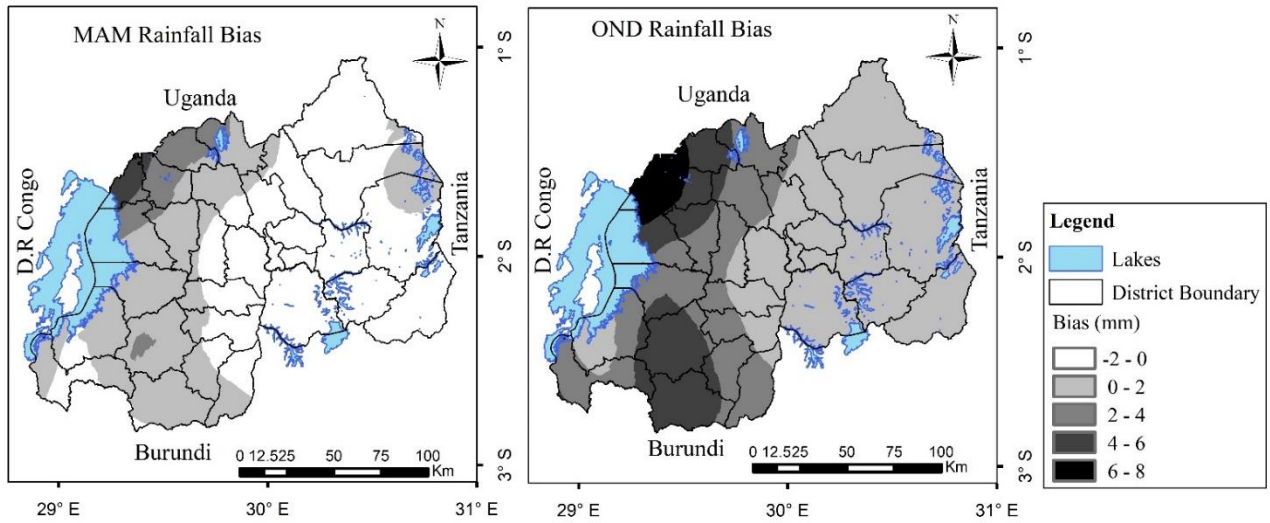 MAM Rainfall Bias
N
Uganda
D.R Congo
Tanzania
Burundi
0 12.525 50 75 100
Km
29° E
30° E
31° E
1° S
2° S
3° S
OND Rainfall Bias
N
Uganda
D.R Congo
Tanzania
Burundi
0 12.525 50 75 100
Km
29° E
30° E
31° E
1° S
2° S
3° S
Legend
Lakes
District Boundary
Bias (mm)
-2 - 0
0 - 2
2 - 4
4 - 6
6 - 8